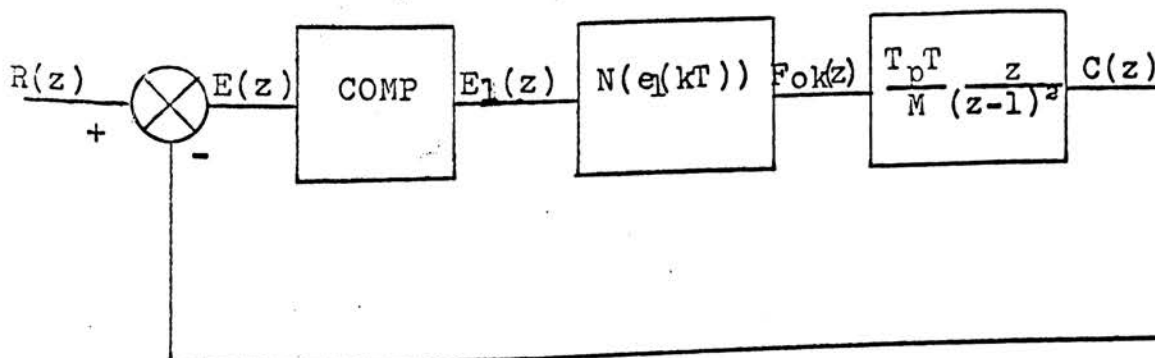 R(z)
+
-
E(z)
COMP
E1(z)
N(e1(kT))
Fok(z)
TpT z
M (z-1)²
C(z)